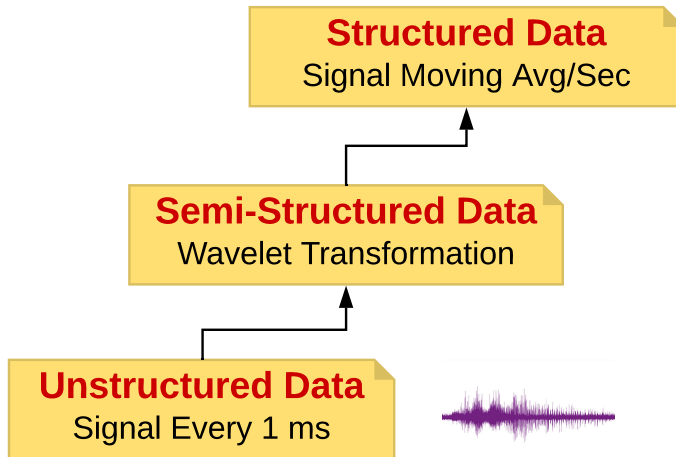 Structured Data
Signal Moving Avg/Sec
Semi-Structured Data
Wavelet Transformation
Unstructured Data
Signal Every 1 ms